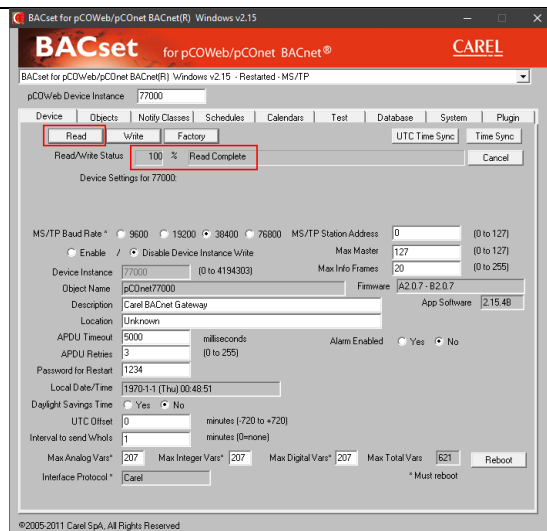 BACset for pCOWeb/pCOnet BACnet(R) Windows v2.15
BACset for pCOWeb/pCOnet BACnet® CAREL
BACset for pCOWeb/pCOnet BACnet(R) Windows v2.15 - Restarted - MS/TP
pCOWeb Device Instance 77000
Device Objects Notify Classes Schedules Calendars Test Database System Plugin
Read Write Factory UTC Time Sync Time Sync
Read/Write Status 100 % Read Complete Cancel
Device Settings for 77000:
MS/TP Baud Rate * 9600 19200 38400 76800 MS/TP Station Address 0 (0 to 127)
Enable / Disable Device Instance Write Max Master 127 (0 to 127)
Device Instance 77000 (0 to 4194303) Max Info Frames 20 (0 to 255)
Object Name pCOnet77000 Firmware A2.0.7 - B2.0.7
Description Carel BACnet Gateway App Software 2.15.4B
Location Unknown
APDU Timeout 5000 milliseconds Alarm Enabled Yes No
APDU Retries 3 (0 to 255)
Password for Restart 1234
Local Date/Time 1970-1-1 (Thu) 00:48:51
Daylight Savings Time Yes No
UTC Offset 0 minutes (-720 to +720)
Interval to send WhoIs 1 minutes (0=none)
Max Analog Vars* 207 Max Integer Vars* 207 Max Digital Vars* 207 Max Total Vars 621 Reboot
Interface Protocol * Carel * Must reboot
©2005-2011 Carel SpA, All Rights Reserved